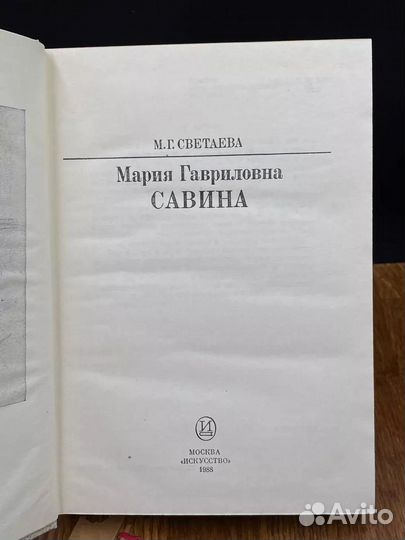 М. Г. СВЕТАЕВА
Мария Гавриловна
САВИНА
И
МОСКВА
«ИСКУССТВО»
1988
Avito